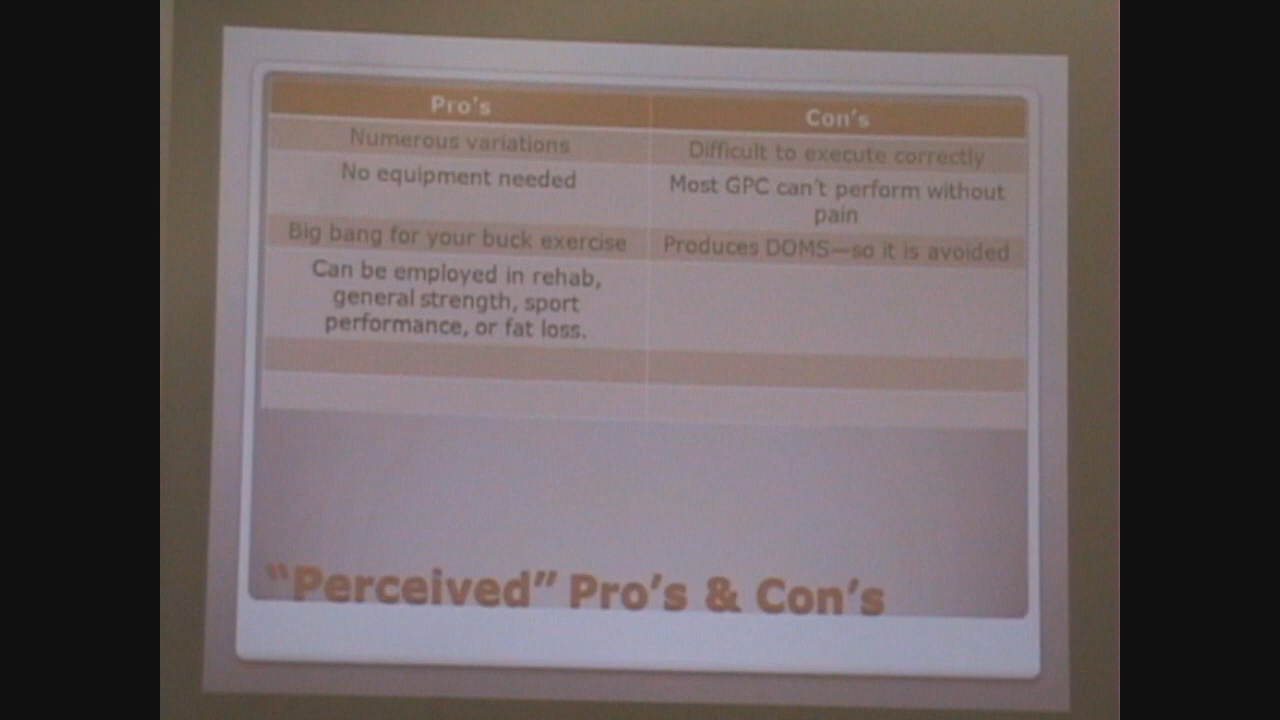 Pro's
Con's
Numerous variations
Difficult to execute correctly
No equipment needed
Most GPC can't perform without
pain
Big bang for your buck exercise
Produces DOMS—so it is avoided
Can be employed in rehab,
general strength, sport
performance, or fat loss.
“Perceived” Pro's & Con's